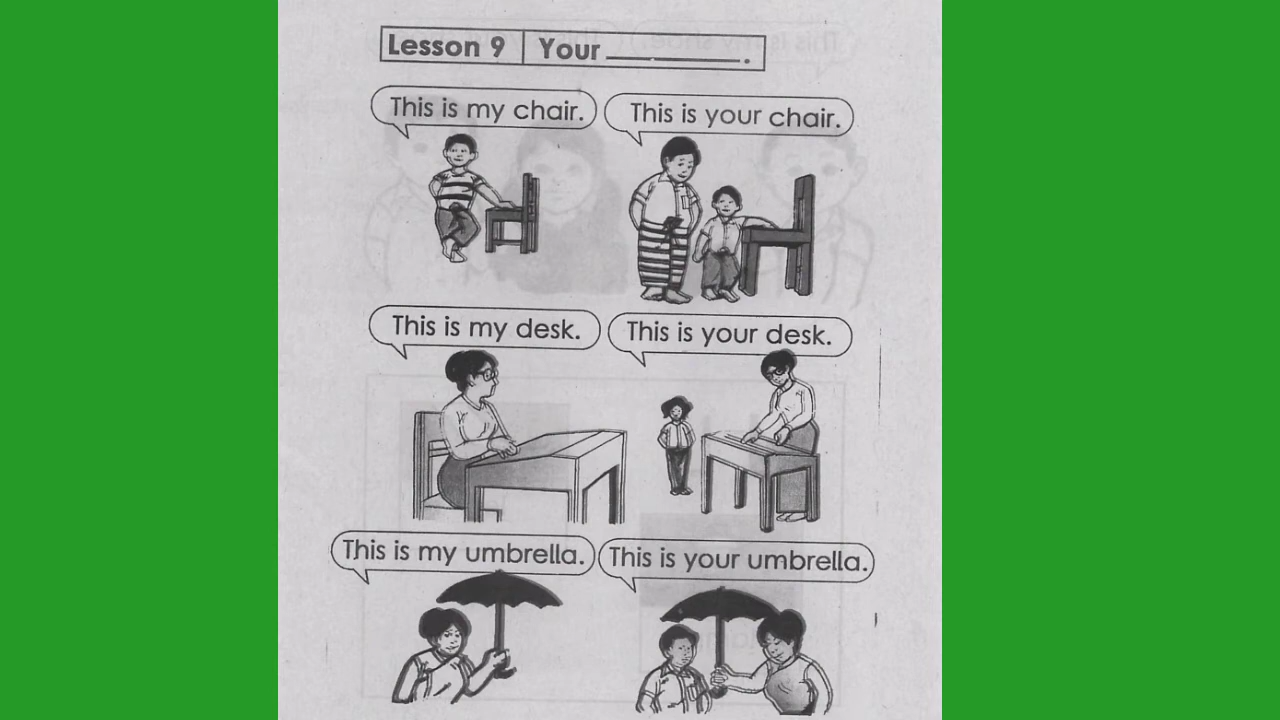 Lesson 9 Your ________.
This is my chair. This is your chair.
This is my desk. This is your desk.
This is my umbrella. This is your umbrella.